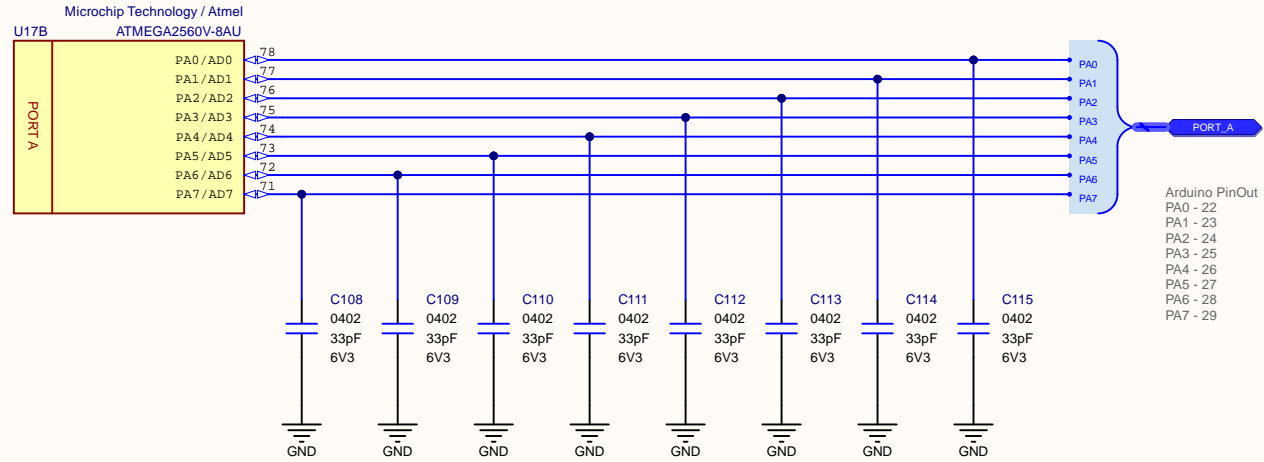 Microchip Technology / Atmel
U17B ATMEGA2560V-8AU
PORT A
PA0/AD0 78
PA1/AD1 77
PA2/AD2 76
PA3/AD3 75
PA4/AD4 74
PA5/AD5 73
PA6/AD6 72
PA7/AD7 71
PA0
PA1
PA2
PA3
PA4
PA5
PA6
PA7
PORT_A
Arduino PinOut
PA0 - 22
PA1 - 23
PA2 - 24
PA3 - 25
PA4 - 26
PA5 - 27
PA6 - 28
PA7 - 29
C108 C109 C110 C111 C112 C113 C114 C115
0402 0402 0402 0402 0402 0402 0402 0402
33pF 33pF 33pF 33pF 33pF 33pF 33pF 33pF
6V3 6V3 6V3 6V3 6V3 6V3 6V3 6V3
GND GND GND GND GND GND GND GND